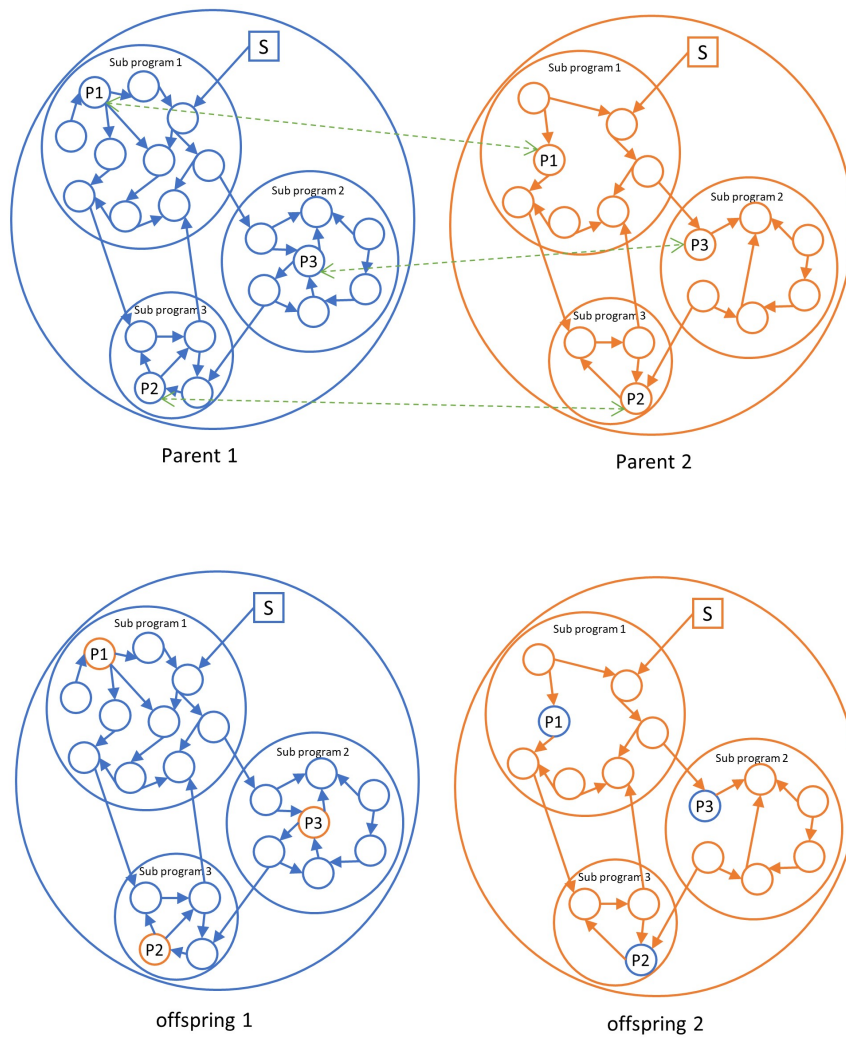 S
Sub program 1
P1
Sub program 2
P3
Sub program 3
P2
Parent 1
S
Sub program 1
P1
Sub program 2
P3
Sub program 3
P2
Parent 2
S
Sub program 1
P1
Sub program 2
P3
Sub program 3
P2
offspring 1
S
Sub program 1
P1
Sub program 2
P3
Sub program 3
P2
offspring 2